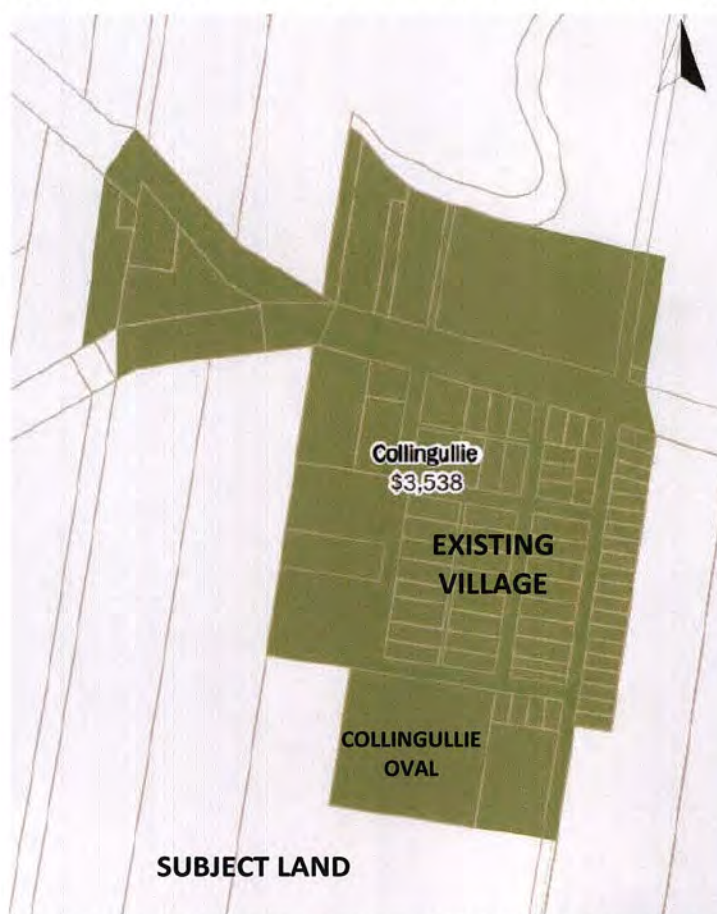 Collingullie
$3,538
EXISTING
VILLAGE
COLLINGULLIE
OVAL
SUBJECT LAND